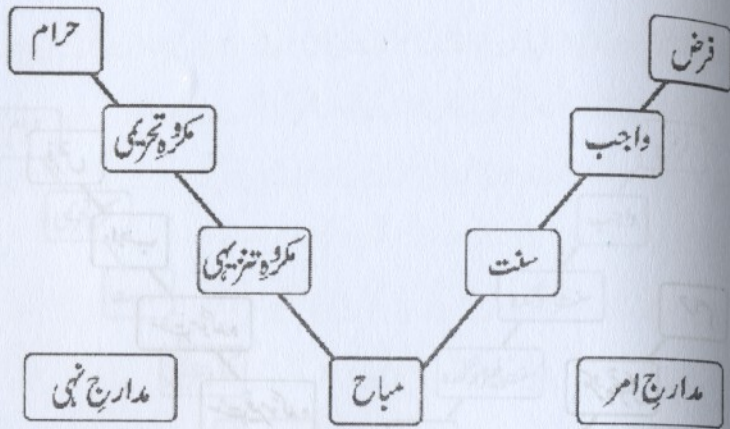 فرض
حرام
واجب
مکروہِ تحریمی
سنت
مکروہِ تنزیہی
مباح
مدارجِ امر
مدارجِ نہی